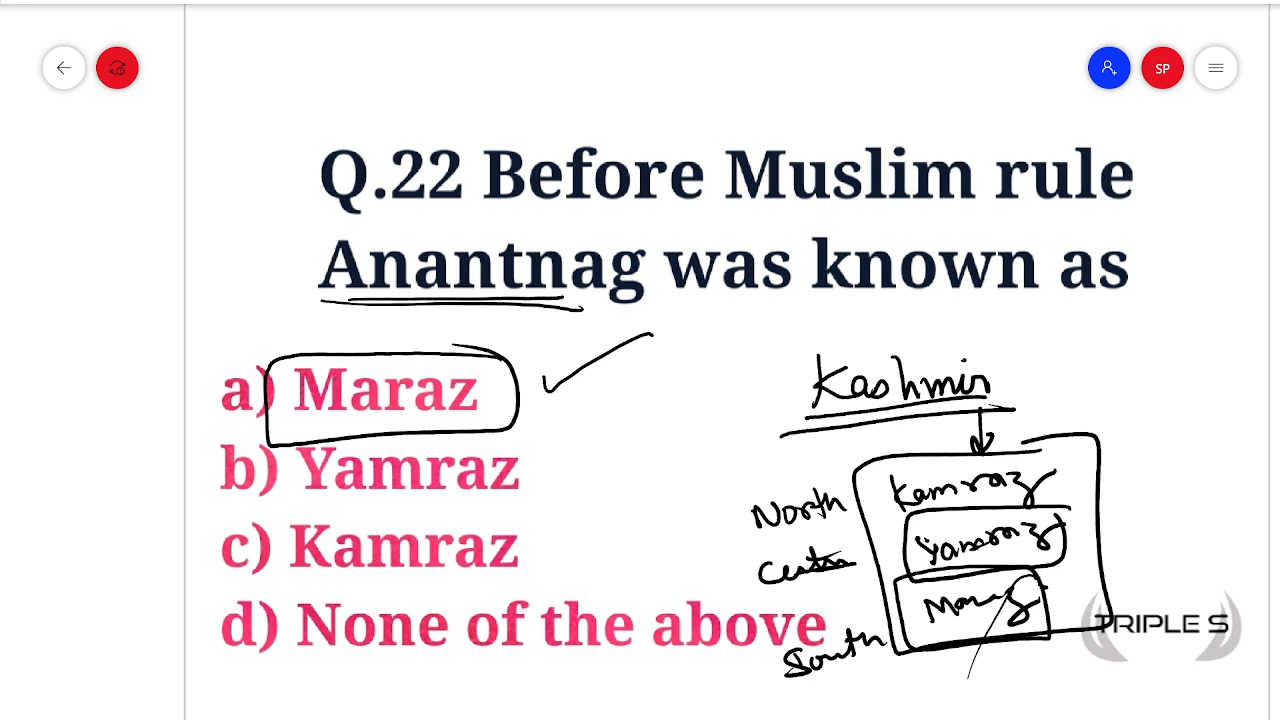 SP
Q.22 Before Muslim rule
Anantnag was known as
a) Maraz
b) Yamraz
c) Kamraz
d) None of the above
Kashmir
North Kamraz
Centr Yamraz
South Maraz
TRIPLE S